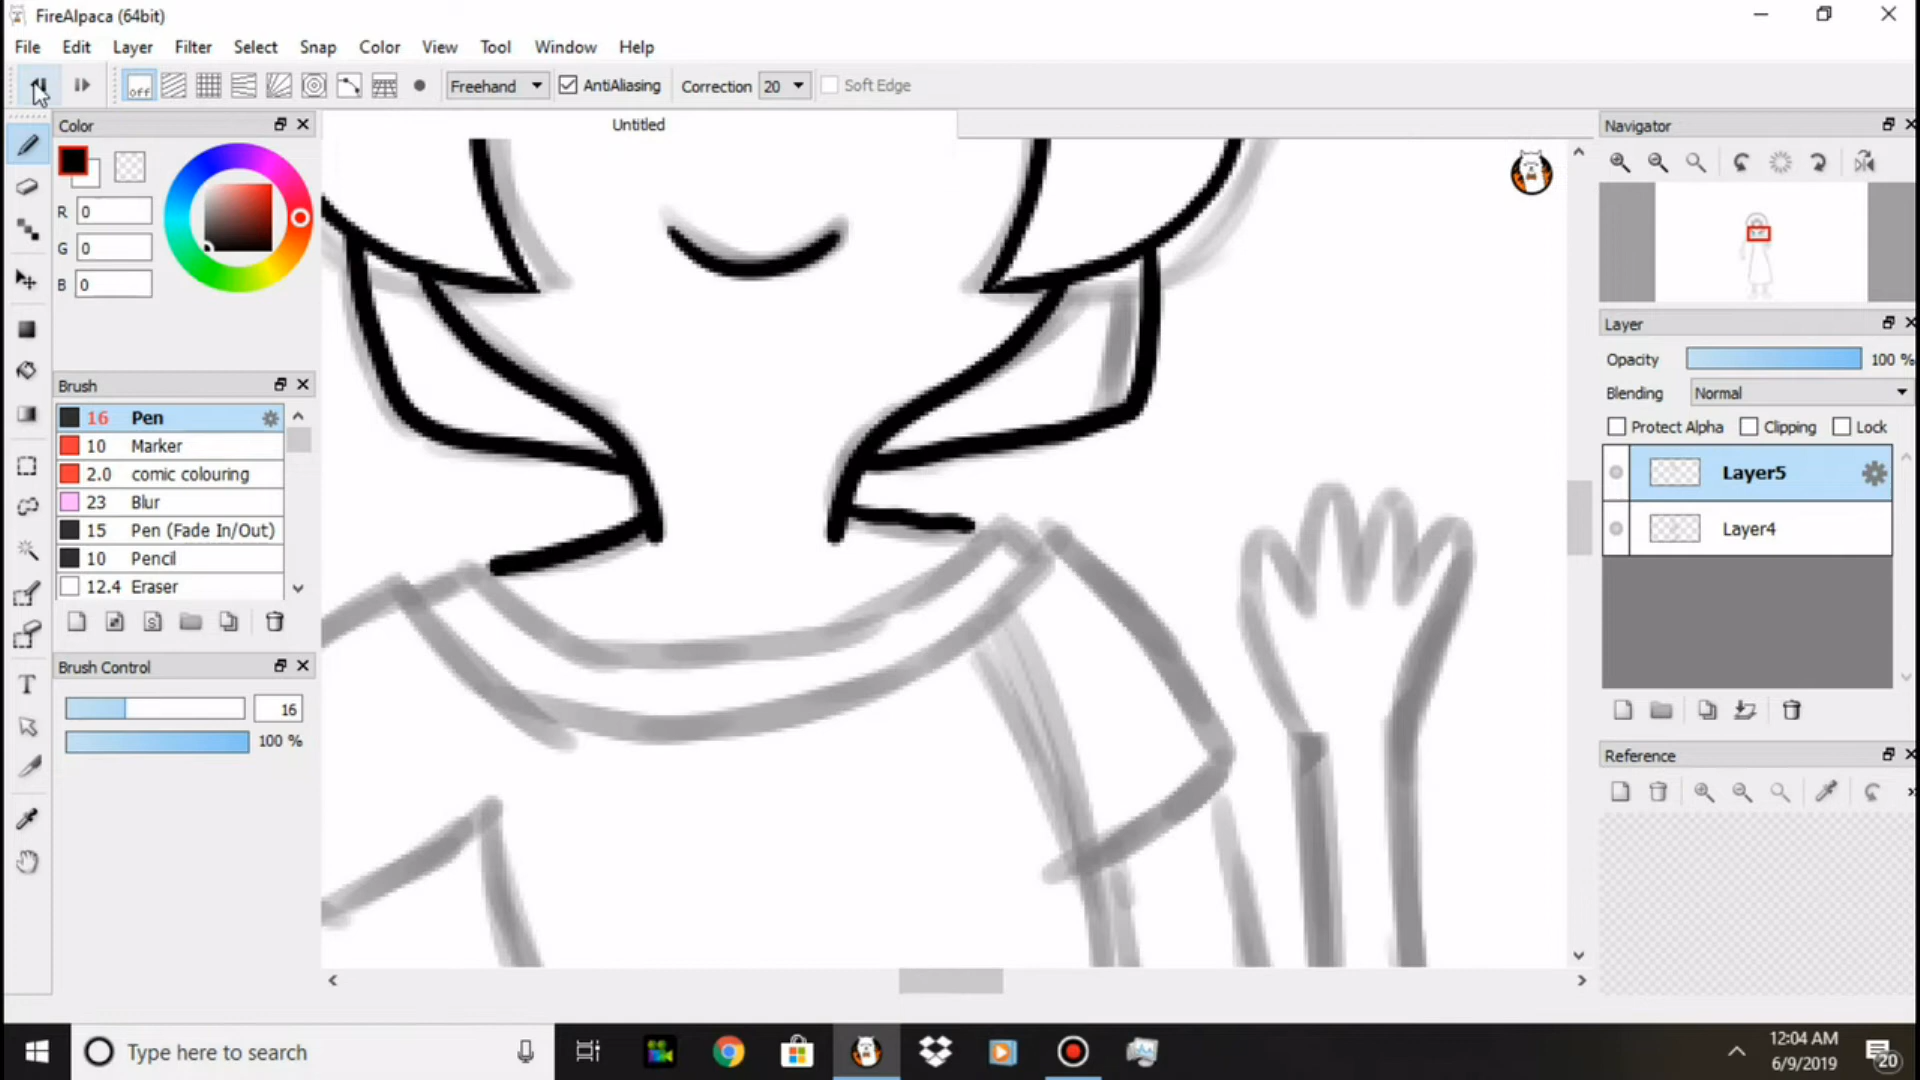 FireAlpaca (64bit)
File Edit Layer Filter Select Snap Color View Tool Window Help
off Freehand AntiAliasing Correction 20 Soft Edge
Color
Untitled
Navigator
R 0
G 0
B 0
Layer
Opacity 100 %
Brush
Blending Normal
16 Pen
Protect Alpha Clipping Lock
10 Marker
2.0 comic colouring
Layer5
23 Blur
15 Pen (Fade In/Out)
Layer4
10 Pencil
12.4 Eraser
Brush Control
16
100 %
Reference
T
Type here to search
12:04 AM
6/9/2019
20